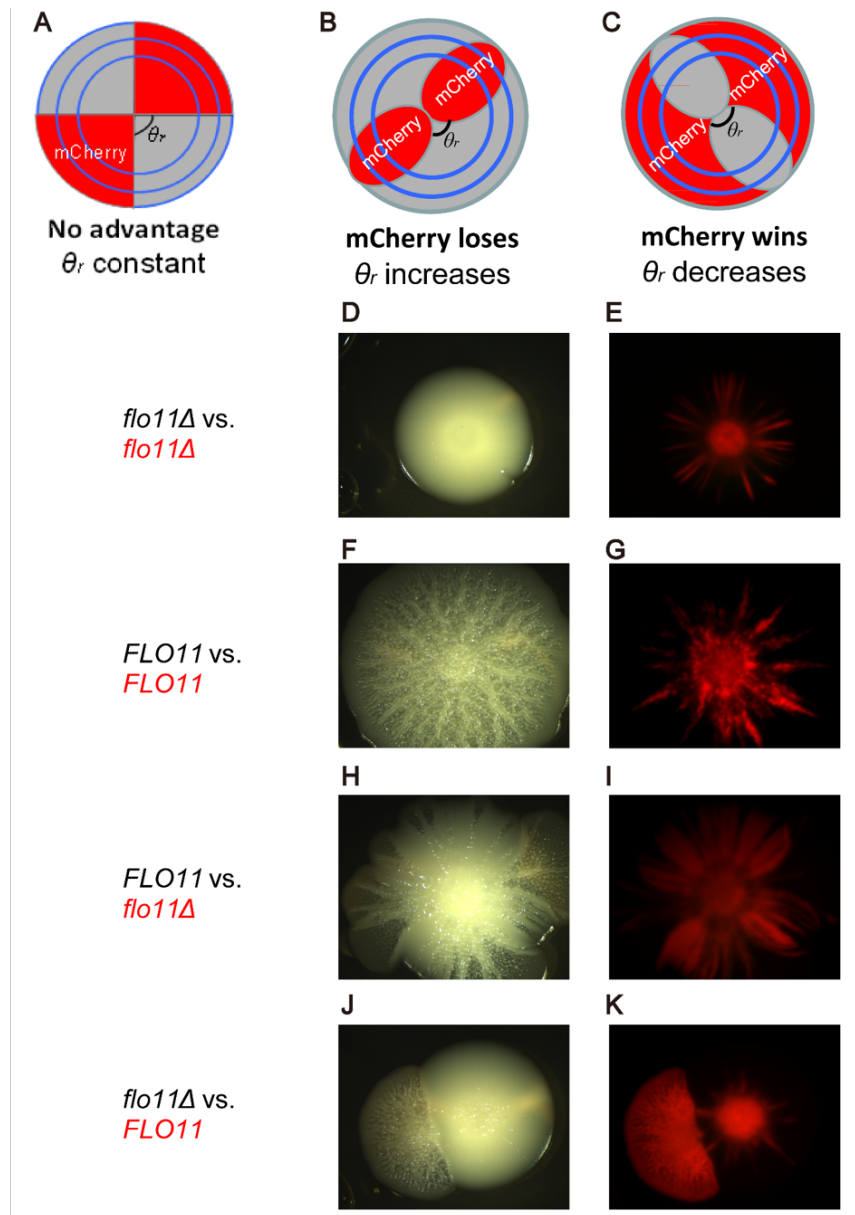 A
B
C
mCherry
θr
mCherry
mCherry
θr
mCherry
mCherry
θr
No advantage
θr constant
mCherry loses
θr increases
mCherry wins
θr decreases
D
E
flo11Δ vs.
flo11Δ
F
G
FLO11 vs.
FLO11
H
I
FLO11 vs.
flo11Δ
J
K
flo11Δ vs.
FLO11